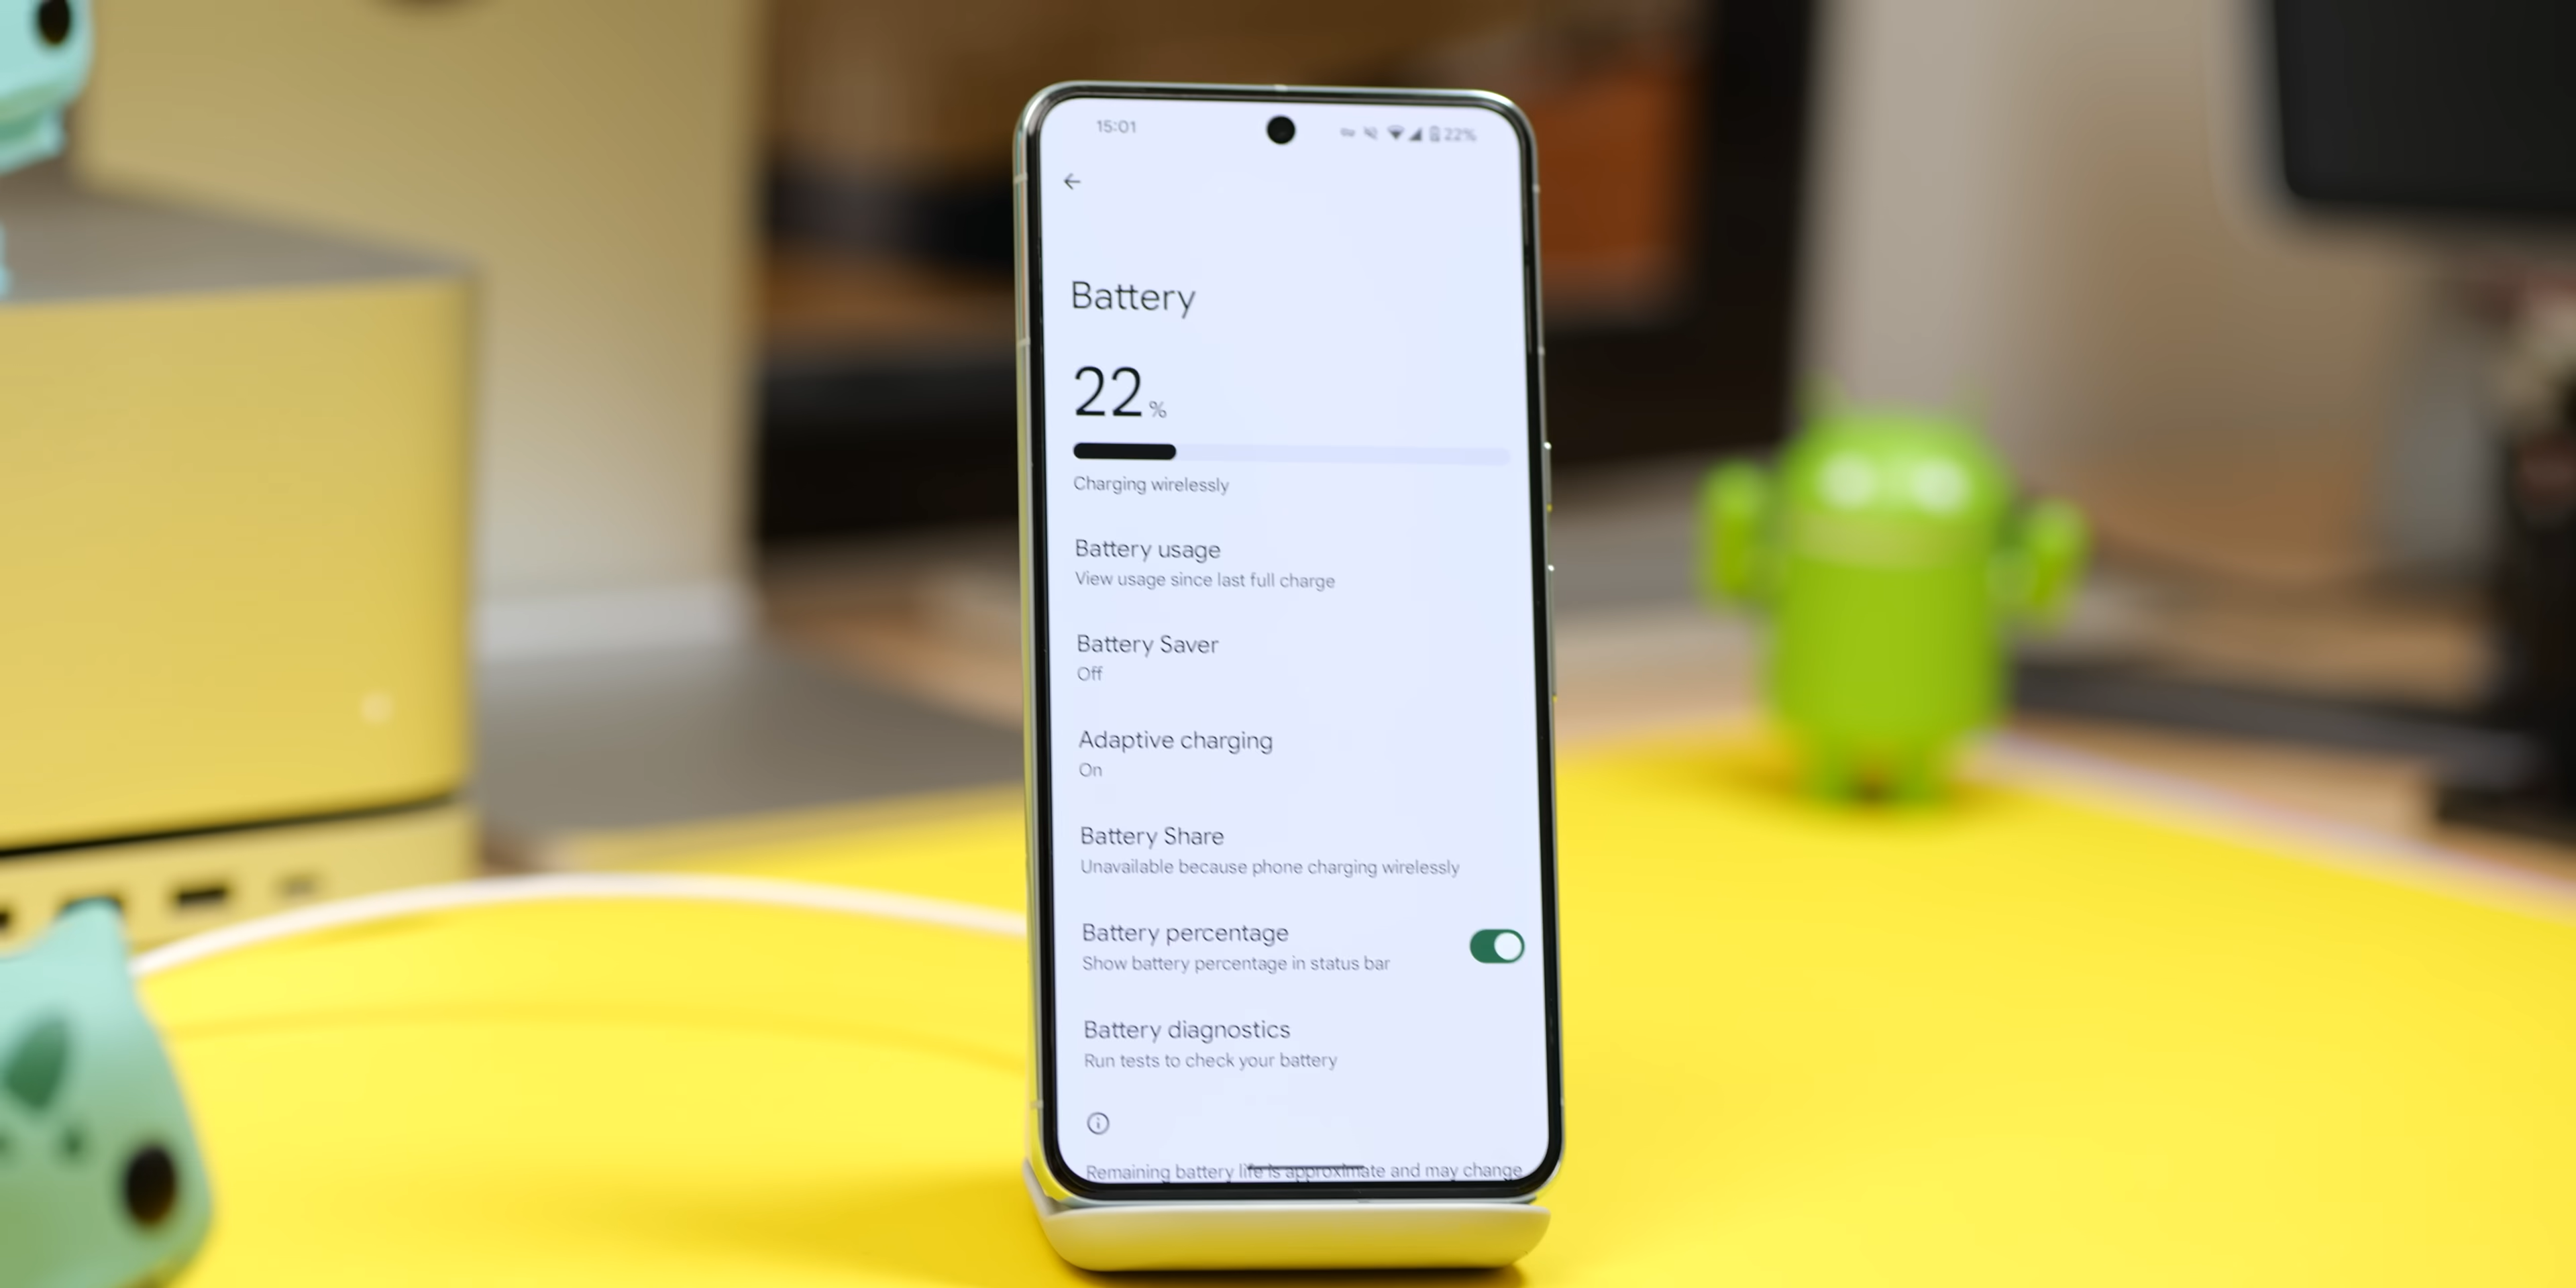 15:01 22%
Battery
22 %
Charging wirelessly
Battery usage
View usage since last full charge
Battery Saver
Off
Adaptive charging
On
Battery Share
Unavailable because phone charging wirelessly
Battery percentage
Show battery percentage in status bar
Battery diagnostics
Run tests to check your battery
Remaining battery life is approximate and may change